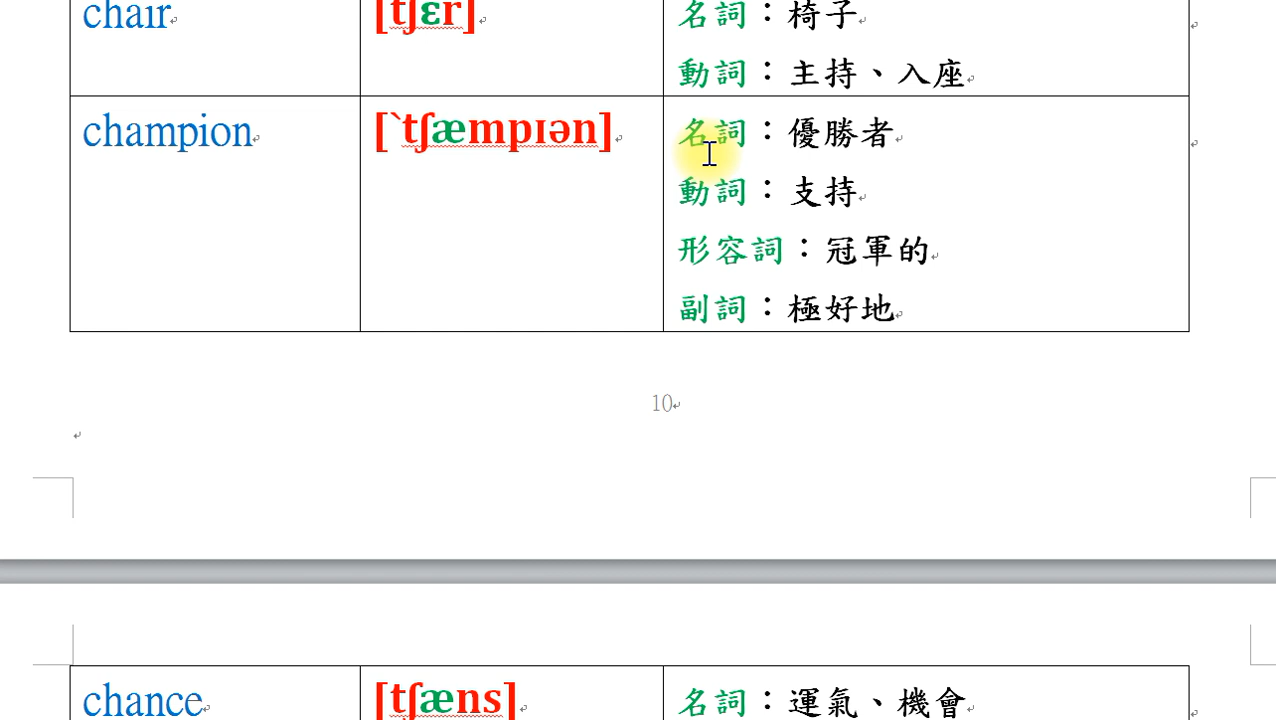 chair [tʃɛr] 名詞：椅子
動詞：主持、入座
champion [ˋtʃæmpɪən] 名詞：優勝者
動詞：支持
形容詞：冠軍的
副詞：極好地
10
chance [tʃæns] 名詞：運氣、機會